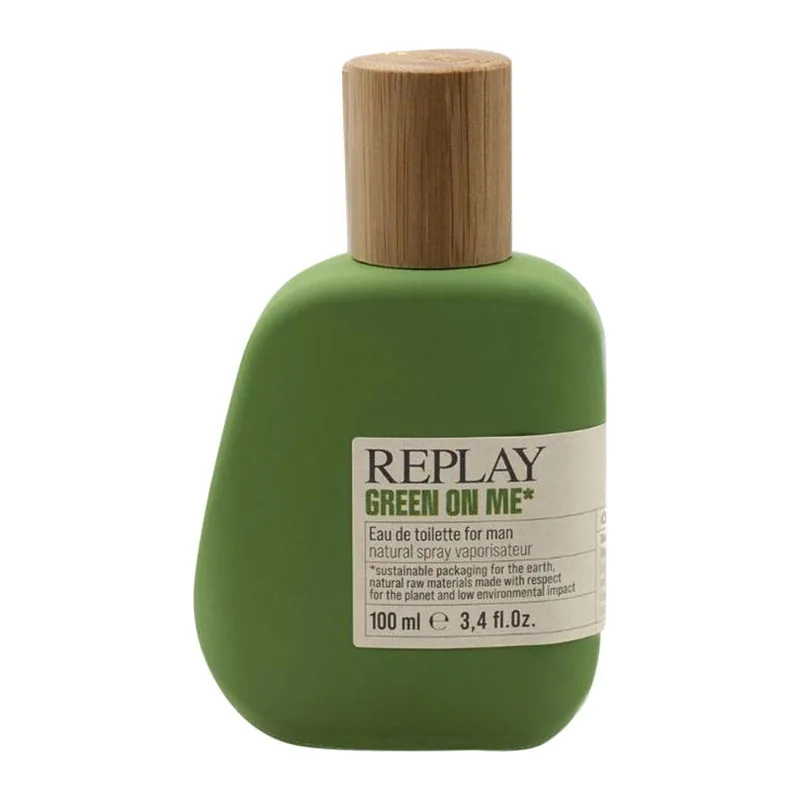 REPLAY
GREEN ON ME*
Eau de toilette for man
natural spray vaporisateur
*sustainable packaging for the earth,
natural raw materials made with respect
for the planet and low environmental impact
100 ml ℮ 3,4 fl.Oz.